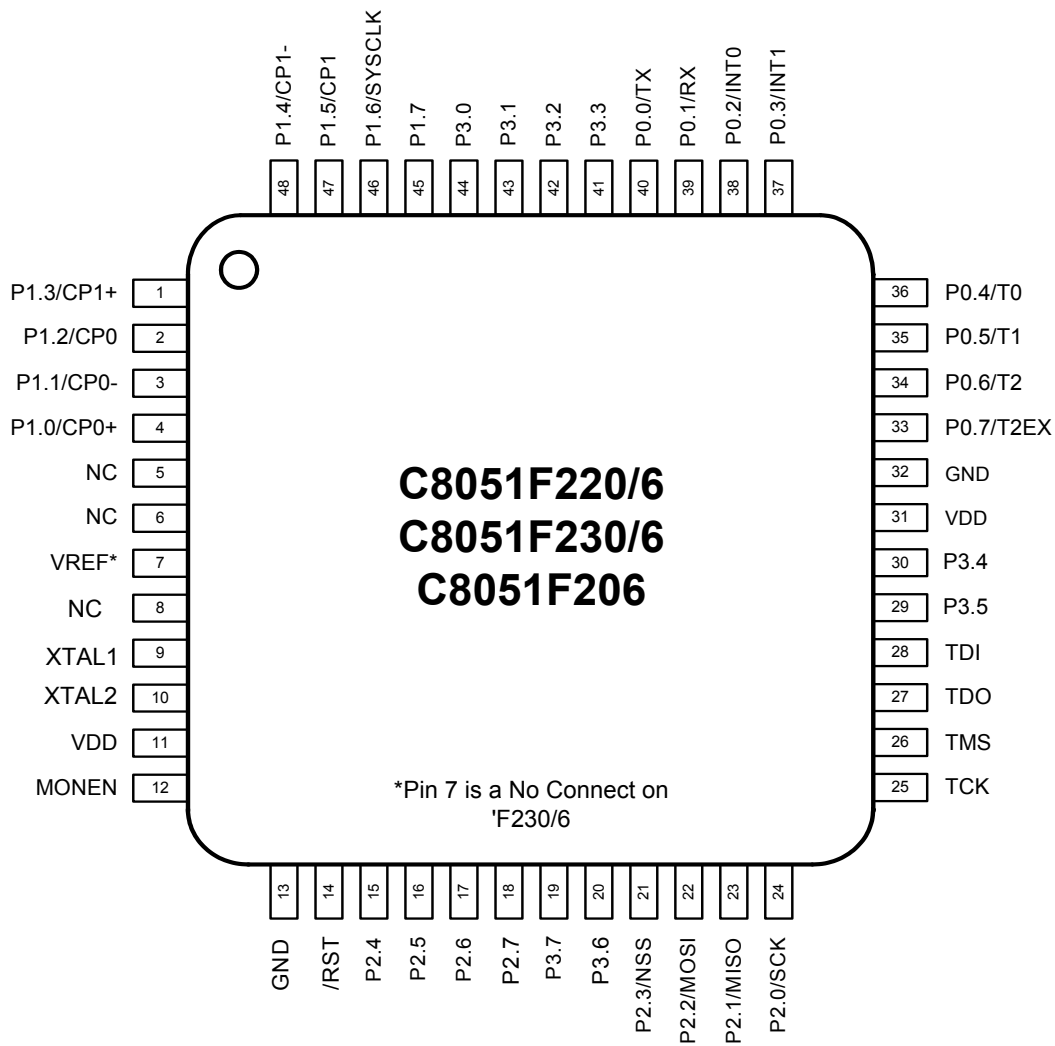 P1.4/CP1-
P1.5/CP1
P1.6/SYSCLK
P1.7
P3.0
P3.1
P3.2
P3.3
P0.0/TX
P0.1/RX
P0.2/INT0
P0.3/INT1
48
47
46
45
44
43
42
41
40
39
38
37
P1.3/CP1+ 1
P1.2/CP0 2
P1.1/CP0- 3
P1.0/CP0+ 4
NC 5
NC 6
VREF* 7
NC 8
XTAL1 9
XTAL2 10
VDD 11
MONEN 12
C8051F220/6
C8051F230/6
C8051F206
*Pin 7 is a No Connect on
'F230/6
36 P0.4/T0
35 P0.5/T1
34 P0.6/T2
33 P0.7/T2EX
32 GND
31 VDD
30 P3.4
29 P3.5
28 TDI
27 TDO
26 TMS
25 TCK
13
14
15
16
17
18
19
20
21
22
23
24
GND
/RST
P2.4
P2.5
P2.6
P2.7
P3.7
P3.6
P2.3/NSS
P2.2/MOSI
P2.1/MISO
P2.0/SCK